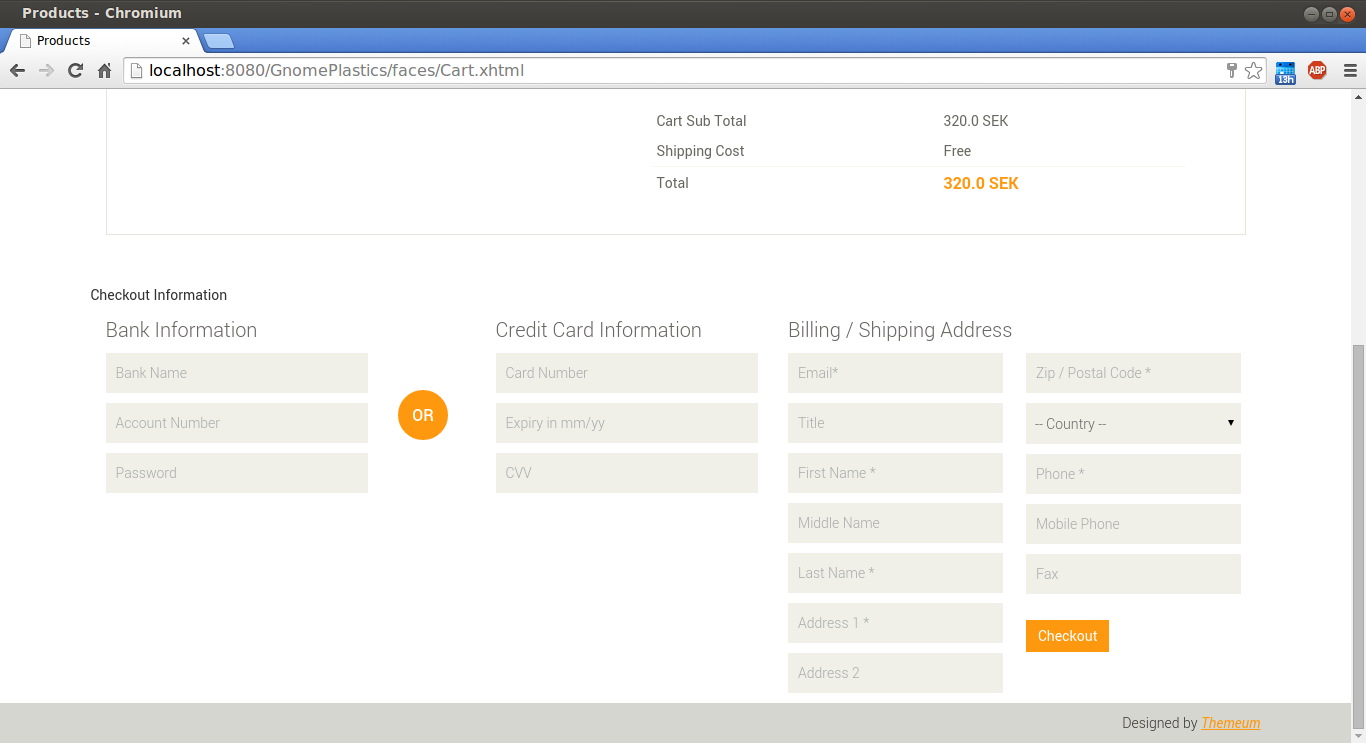 Products - Chromium
Products
localhost:8080/GnomePlastics/faces/Cart.xhtml
13h
ABP
Cart Sub Total 320.0 SEK
Shipping Cost Free
Total 320.0 SEK
Checkout Information
Bank Information
Bank Name
Account Number
Password
OR
Credit Card Information
Card Number
Expiry in mm/yy
CVV
Billing / Shipping Address
Email*
Title
First Name *
Middle Name
Last Name *
Address 1 *
Address 2
Zip / Postal Code *
-- Country --
Phone *
Mobile Phone
Fax
Checkout
Designed by Themeum